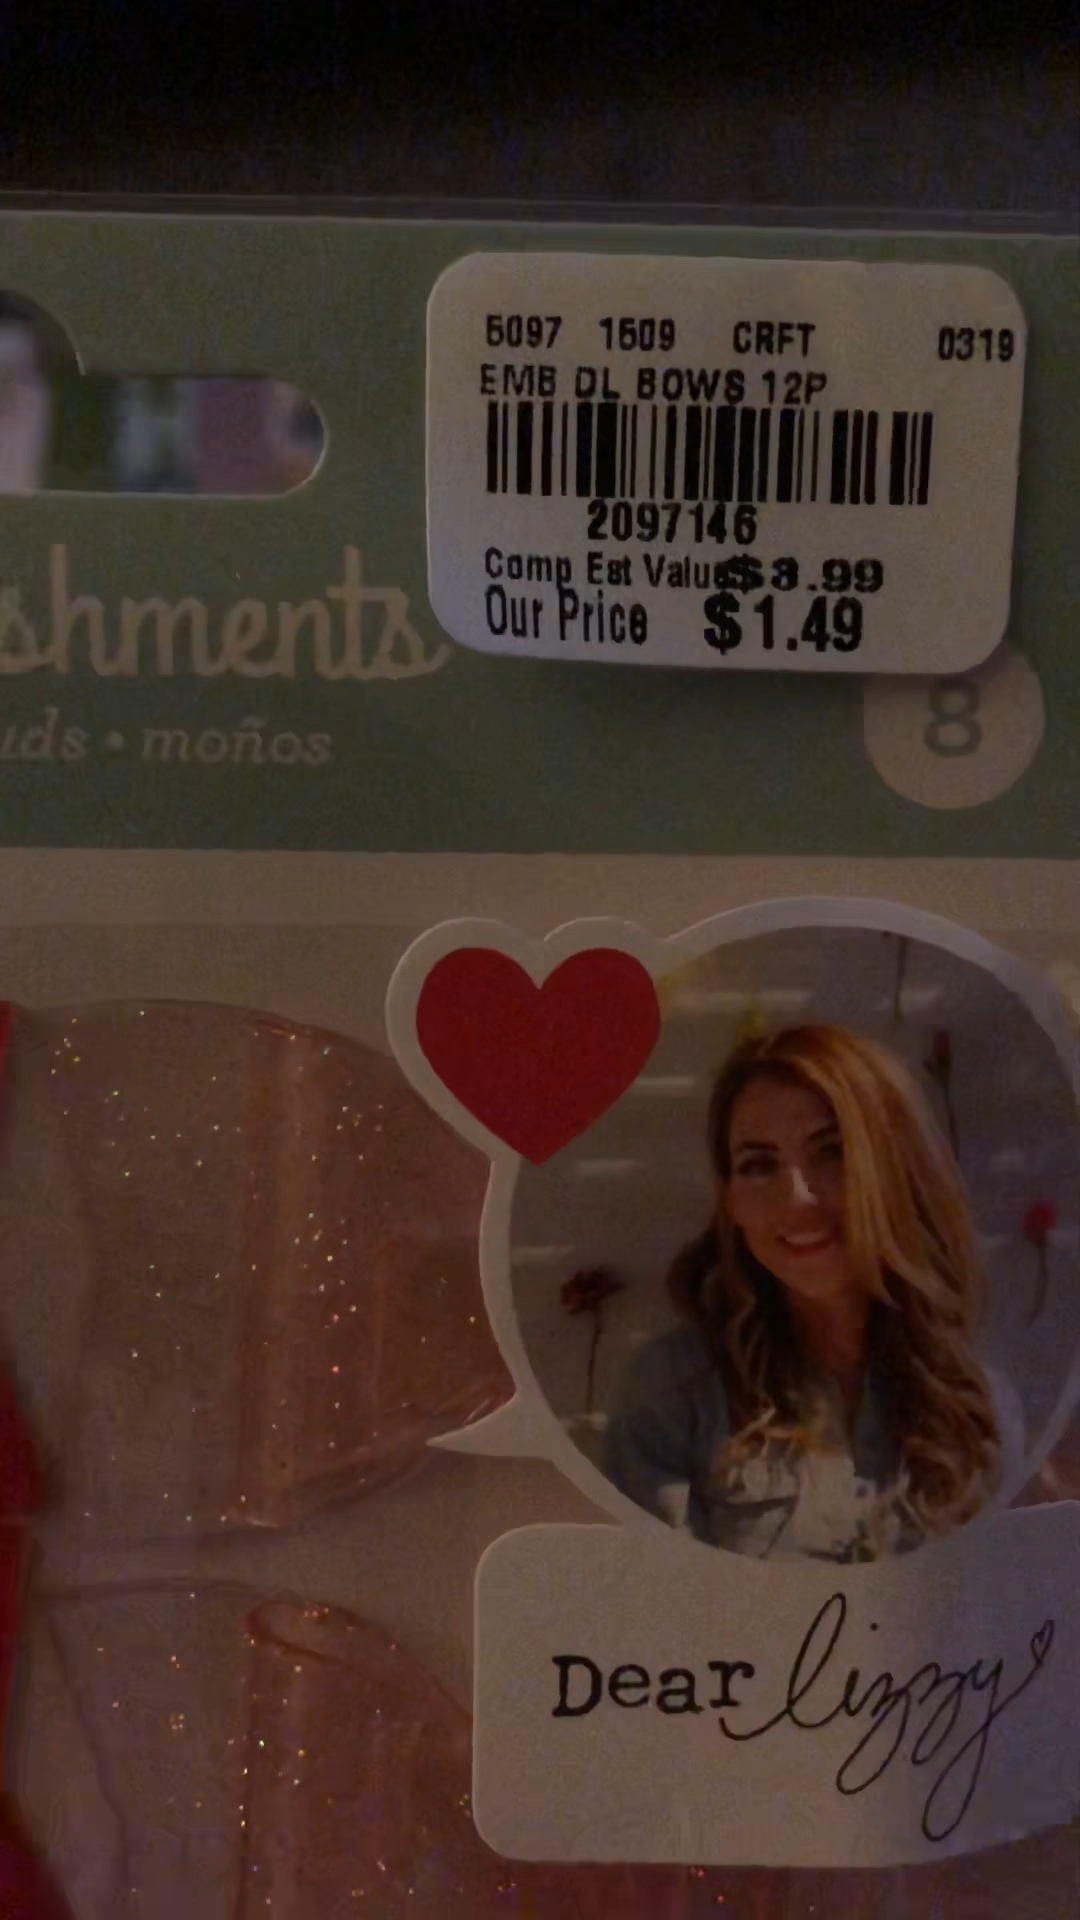 5097 1509 CRFT 0319
EMB DL BOWS 12P
2097146
Comp Est Value $3.99
Our Price $1.49
shments
uds • moños
8
Dear lizzy